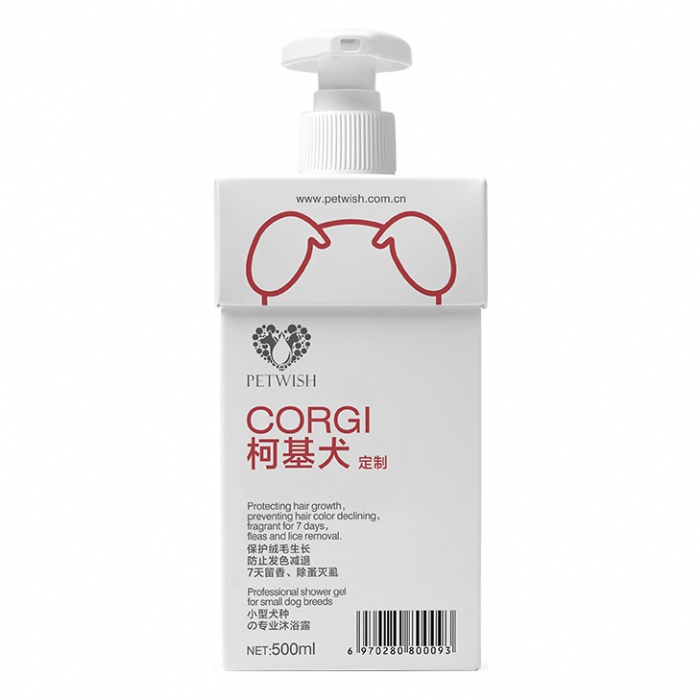 www.petwish.com.cn
PETWISH
CORGI
柯基犬 定制
Protecting hair growth,
preventing hair color declining,
fragrant for 7 days,
fleas and lice removal.
保护绒毛生长
防止发色减退
7天留香、除蚤灭虱
Professional shower gel
for small dog breeds
小型犬种
の专业沐浴露
NET:500ml
6 970280 800093